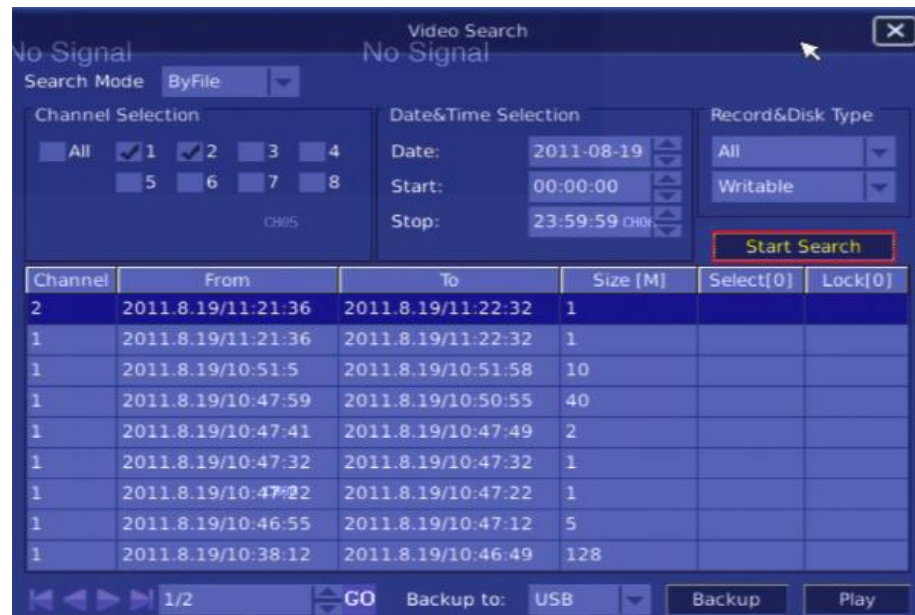 Video Search
No Signal No Signal
Search Mode ByFile
Channel Selection
All 1 2 3 4
5 6 7 8
CH05
Date&Time Selection
Date: 2011-08-19
Start: 00:00:00
Stop: 23:59:59
Record&Disk Type
All
Writable
Start Search
Channel From To Size [M] Select[0] Lock[0]
2 2011.8.19/11:21:36 2011.8.19/11:22:32 1
1 2011.8.19/11:21:36 2011.8.19/11:22:32 1
1 2011.8.19/10:51:5 2011.8.19/10:51:58 10
1 2011.8.19/10:47:59 2011.8.19/10:50:55 40
1 2011.8.19/10:47:41 2011.8.19/10:47:49 2
1 2011.8.19/10:47:32 2011.8.19/10:47:32 1
1 2011.8.19/10:47:22 2011.8.19/10:47:22 1
1 2011.8.19/10:46:55 2011.8.19/10:47:12 5
1 2011.8.19/10:38:12 2011.8.19/10:46:49 128
1/2 GO Backup to: USB Backup Play